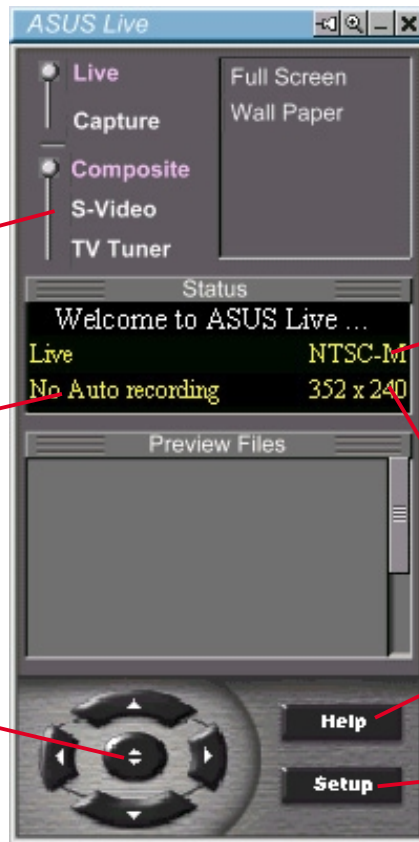 ASUS Live
Live
Capture
Composite
S-Video
TV Tuner
Full Screen
Wall Paper
Status
Welcome to ASUS Live ...
Live NTSC-M
No Auto recording 352 x 240
Preview Files
Help
Setup